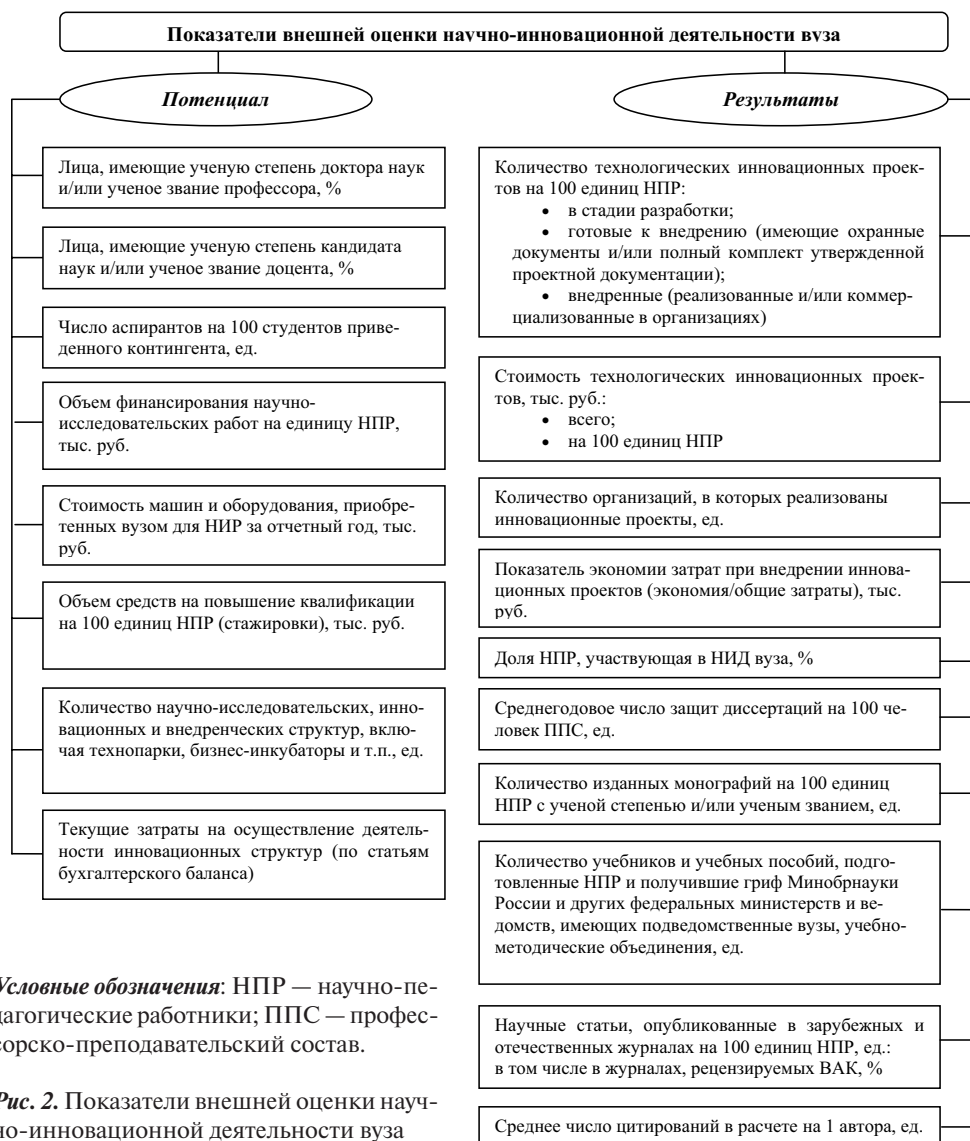 Показатели внешней оценки научно-инновационной деятельности вуза
Потенциал
Лица, имеющие ученую степень доктора наук
и/или ученое звание профессора, %
Лица, имеющие ученую степень кандидата
наук и/или ученое звание доцента, %
Число аспирантов на 100 студентов приве-
денного контингента, ед.
Объем финансирования научно-
исследовательских работ на единицу НПР,
тыс. руб.
Стоимость машин и оборудования, приобре-
тенных вузом для НИР за отчетный год, тыс.
руб.
Объем средств на повышение квалификации
на 100 единиц НПР (стажировки), тыс. руб.
Количество научно-исследовательских, инно-
вационных и внедренческих структур, вклю-
чая технопарки, бизнес-инкубаторы и т.п., ед.
Текущие затраты на осуществление деятель-
ности инновационных структур (по статьям
бухгалтерского баланса)
Результаты
Количество технологических инновационных проек-
тов на 100 единиц НПР:
• в стадии разработки;
• готовые к внедрению (имеющие охранные
документы и/или полный комплект утвержденной
проектной документации);
• внедренные (реализованные и/или коммер-
циализованные в организациях)
Стоимость технологических инновационных проек-
тов, тыс. руб.:
• всего;
• на 100 единиц НПР
Количество организаций, в которых реализованы
инновационные проекты, ед.
Показатель экономии затрат при внедрении иннова-
ционных проектов (экономия/общие затраты), тыс.
руб.
Доля НПР, участвующая в НИД вуза, %
Среднегодовое число защит диссертаций на 100 че-
ловек ППС, ед.
Количество изданных монографий на 100 единиц
НПР с ученой степенью и/или ученым званием, ед.
Количество учебников и учебных пособий, подго-
товленные НПР и получившие гриф Минобрнауки
России и других федеральных министерств и ве-
домств, имеющих подведомственные вузы, учебно-
методические объединения, ед.
Научные статьи, опубликованные в зарубежных и
отечественных журналах на 100 единиц НПР, ед.:
в том числе в журналах, рецензируемых ВАК, %
Среднее число цитирований в расчете на 1 автора, ед.
Условные обозначения: НПР — научно-пе-
дагогические работники; ППС — профес-
сорско-преподавательский состав.
Рис. 2. Показатели внешней оценки науч-
но-инновационной деятельности вуза